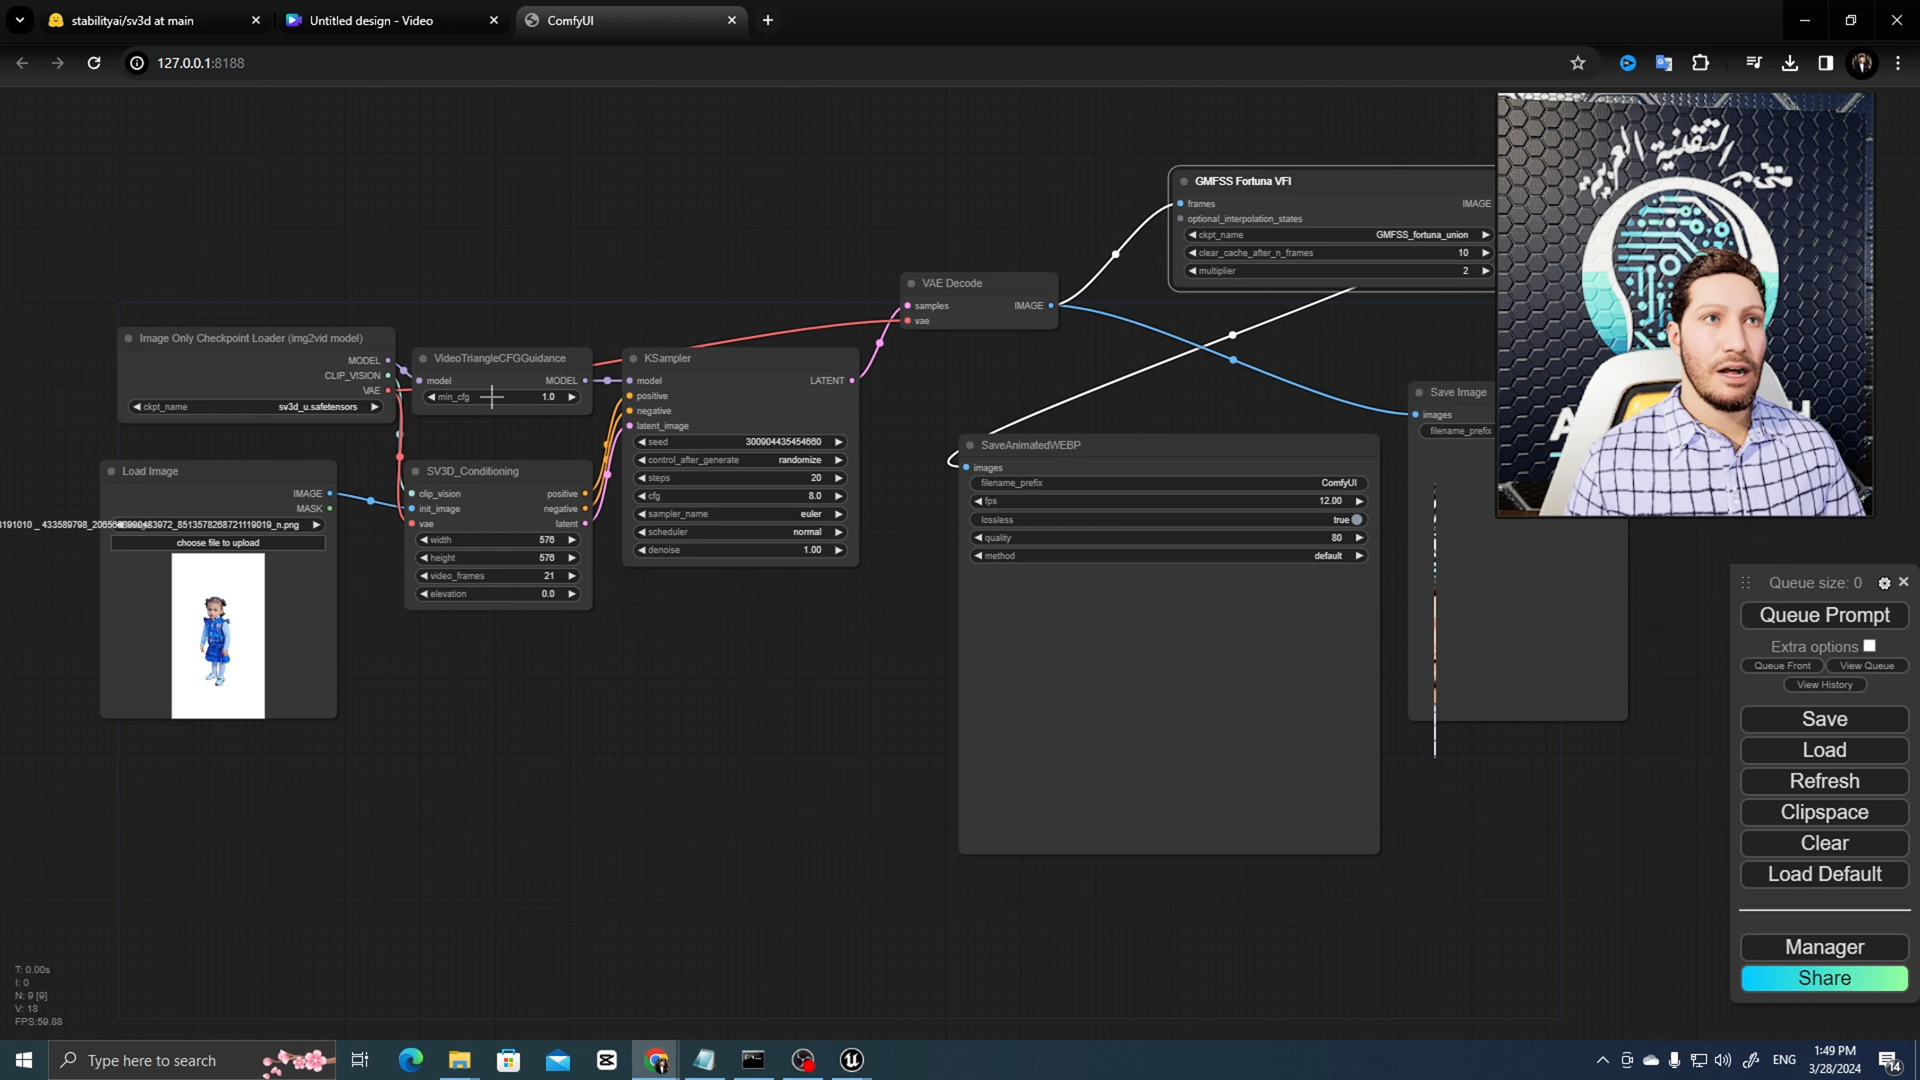 stabilityai/sv3d at main
Untitled design - Video
ComfyUI
127.0.0.1:8188
GMFSS Fortuna VFI
frames
IMAGE
optional_interpolation_states
ckpt_name
GMFSS_fortuna_union
clear_cache_after_n_frames
10
multiplier
2
VAE Decode
samples
IMAGE
vae
Image Only Checkpoint Loader (img2vid model)
MODEL
CLIP_VISION
VAE
ckpt_name
sv3d_u.safetensors
VideoTriangleCFGGuidance
model
MODEL
min_cfg
1.0
KSampler
model
LATENT
positive
negative
latent_image
seed
300904435454660
control_after_generate
randomize
steps
20
cfg
8.0
sampler_name
euler
scheduler
normal
denoise
1.00
Load Image
IMAGE
MASK
choose file to upload
SV3D_Conditioning
clip_vision
positive
init_image
negative
vae
latent
width
576
height
576
video_frames
21
elevation
0.0
SaveAnimatedWEBP
images
filename_prefix
ComfyUI
fps
12.00
lossless
true
quality
80
method
default
Save Image
images
filename_prefix
Queue size: 0
Queue Prompt
Extra options
Queue Front
View Queue
View History
Save
Load
Refresh
Clipspace
Clear
Load Default
Manager
Share
T: 0.00s
I: 0
N: 9 [9]
V: 18
FPS:59.88
Type here to search
ENG
1:49 PM
3/28/2024
14